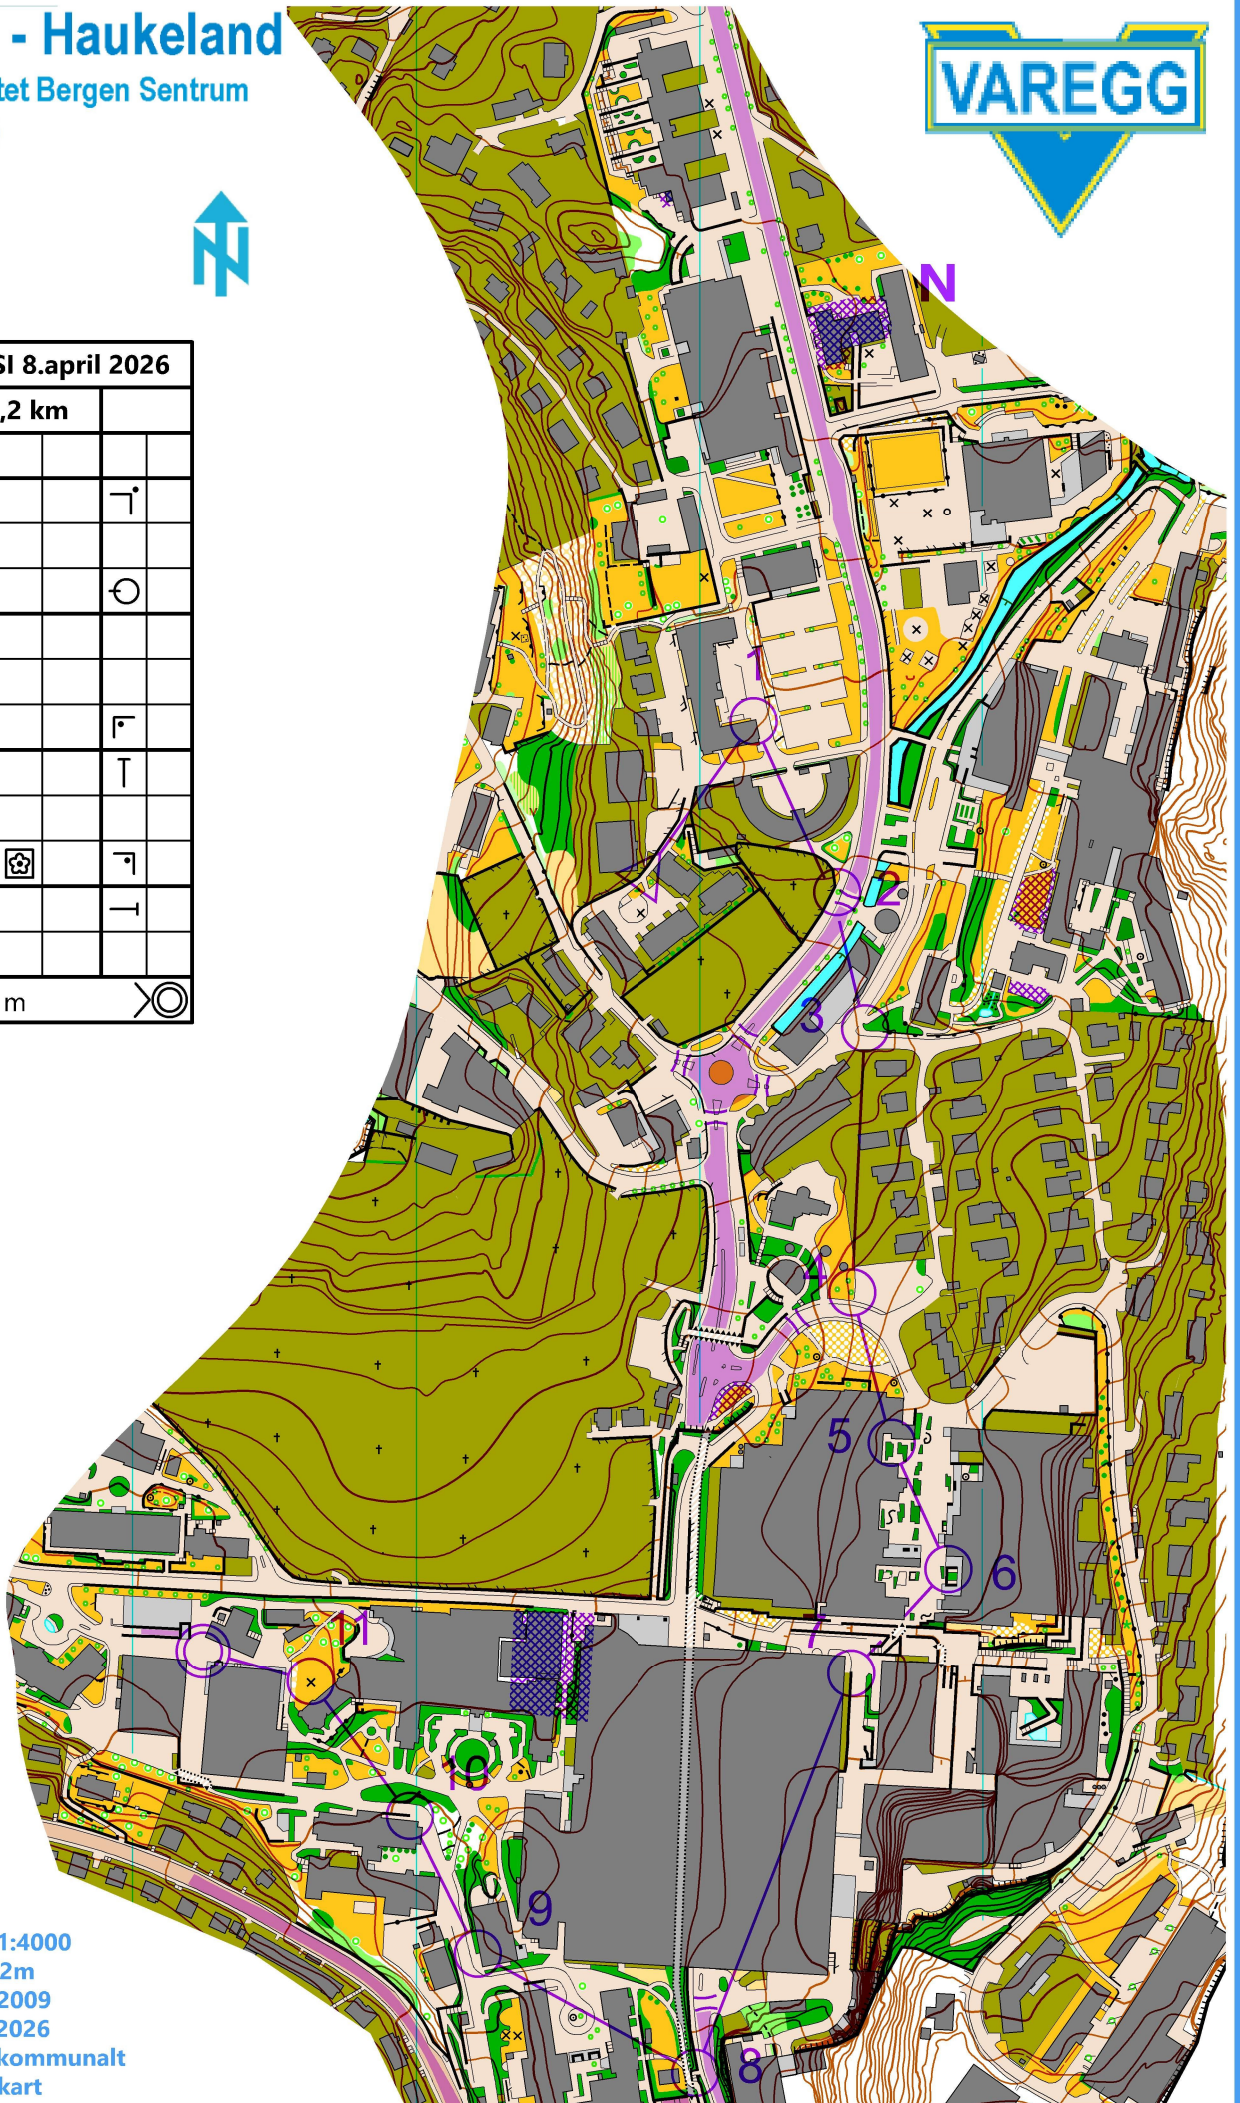 - Haukeland
tet Bergen Sentrum
VAREGG
N
N
SI 8.april 2026
,2 km
m
1
2
3
4
5
6
7
11
10
9
8
1:4000
2m
2009
2026
kommunalt
kart